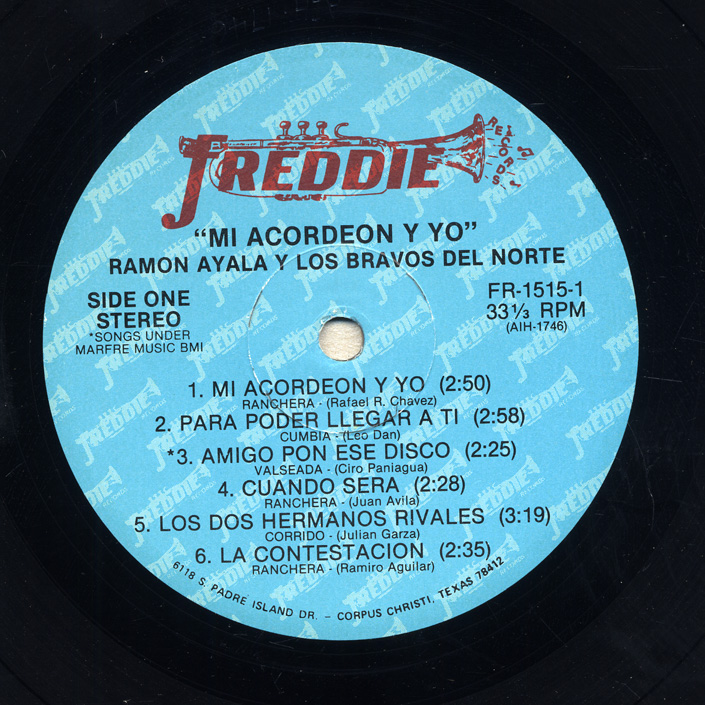 FREDDIE
RECORDS
"MI ACORDEON Y YO"
RAMON AYALA Y LOS BRAVOS DEL NORTE
SIDE ONE
STEREO
*SONGS UNDER
MARFRE MUSIC BMI
FR-1515-1
33⅓ RPM
(AIH-1746)
1. MI ACORDEON Y YO (2:50)
RANCHERA - (Rafael R. Chavez)
2. PARA PODER LLEGAR A TI (2:58)
CUMBIA - (Leo Dan)
*3. AMIGO PON ESE DISCO (2:25)
VALSEADA - (Ciro Paniagua)
4. CUANDO SERA (2:28)
RANCHERA - (Juan Avila)
5. LOS DOS HERMANOS RIVALES (3:19)
CORRIDO - (Julian Garza)
6. LA CONTESTACION (2:35)
RANCHERA - (Ramiro Aguilar)
6118 S. PADRE ISLAND DR. – CORPUS CHRISTI, TEXAS 78412